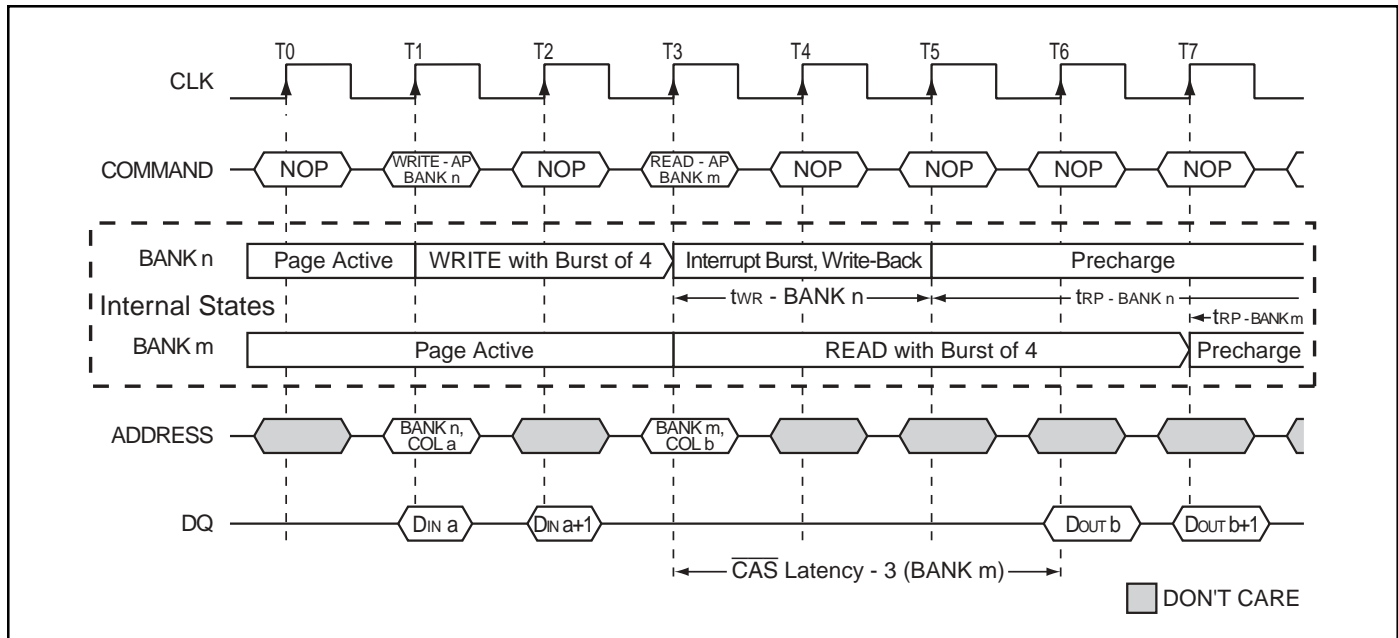 T0 T1 T2 T3 T4 T5 T6 T7
CLK
COMMAND NOP WRITE - AP BANK n NOP READ - AP BANK m NOP NOP NOP NOP
BANK n Page Active WRITE with Burst of 4 Interrupt Burst, Write-Back Precharge
Internal States tWR - BANK n tRP - BANK n
tRP - BANK m
BANK m Page Active READ with Burst of 4 Precharge
ADDRESS BANK n, COL a BANK m, COL b
DQ DIN a DIN a+1 DOUT b DOUT b+1
CAS Latency - 3 (BANK m)
DON'T CARE